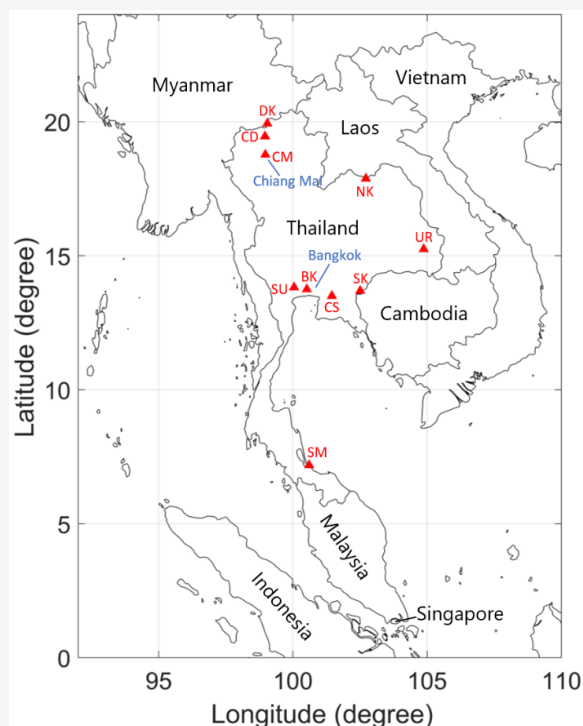 Myanmar
Vietnam
DK
20
CD
Laos
CM
Chiang Mai
NK
Thailand
UR
15
Bangkok
BK
SK
SU
CS
Cambodia
10
SM
5
Malaysia
Indonesia
Singapore
0
95
100
105
110
Latitude (degree)
Longitude (degree)